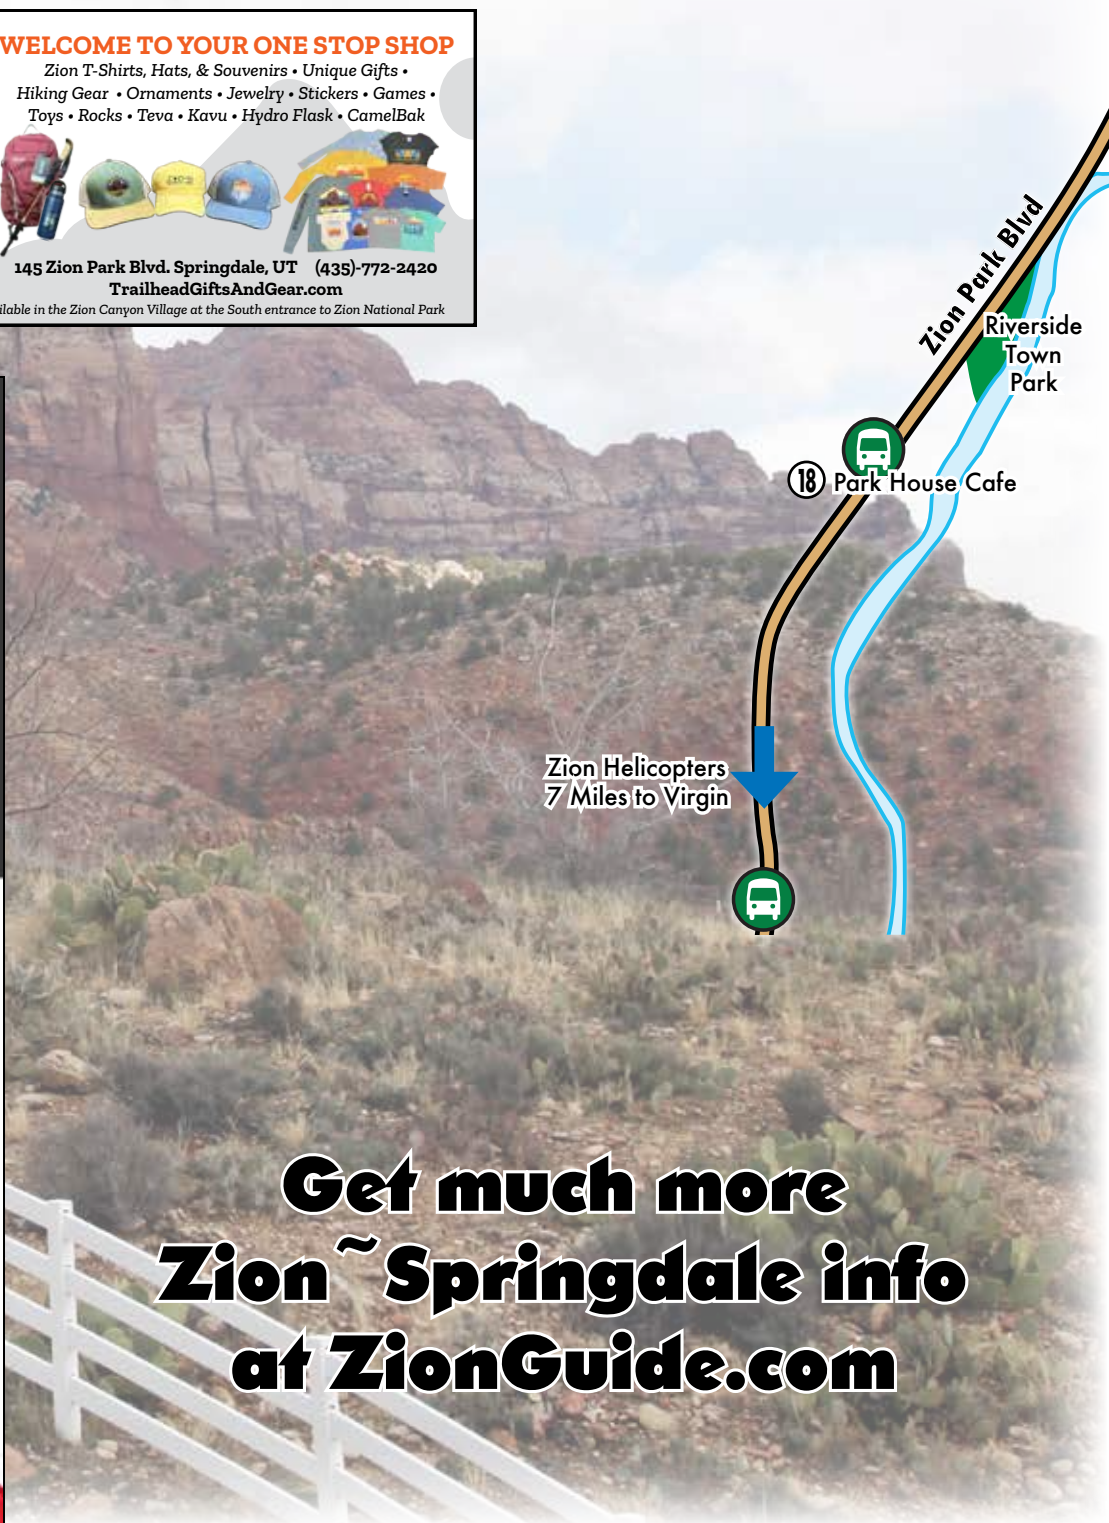 WELCOME TO YOUR ONE STOP SHOP
Zion T-Shirts, Hats, & Souvenirs • Unique Gifts •
Hiking Gear • Ornaments • Jewelry • Stickers • Games •
Toys • Rocks • Teva • Kavu • Hydro Flask • CamelBak
145 Zion Park Blvd. Springdale, UT (435)-772-2420
TrailheadGiftsAndGear.com
in the Zion Canyon Village at the South entrance to Zion National Park
Zion Park Blvd
Riverside
Town
Park
18 Park House Cafe
Zion Helicopters
7 Miles to Virgin
Get much more
Zion~Springdale info
at ZionGuide.com